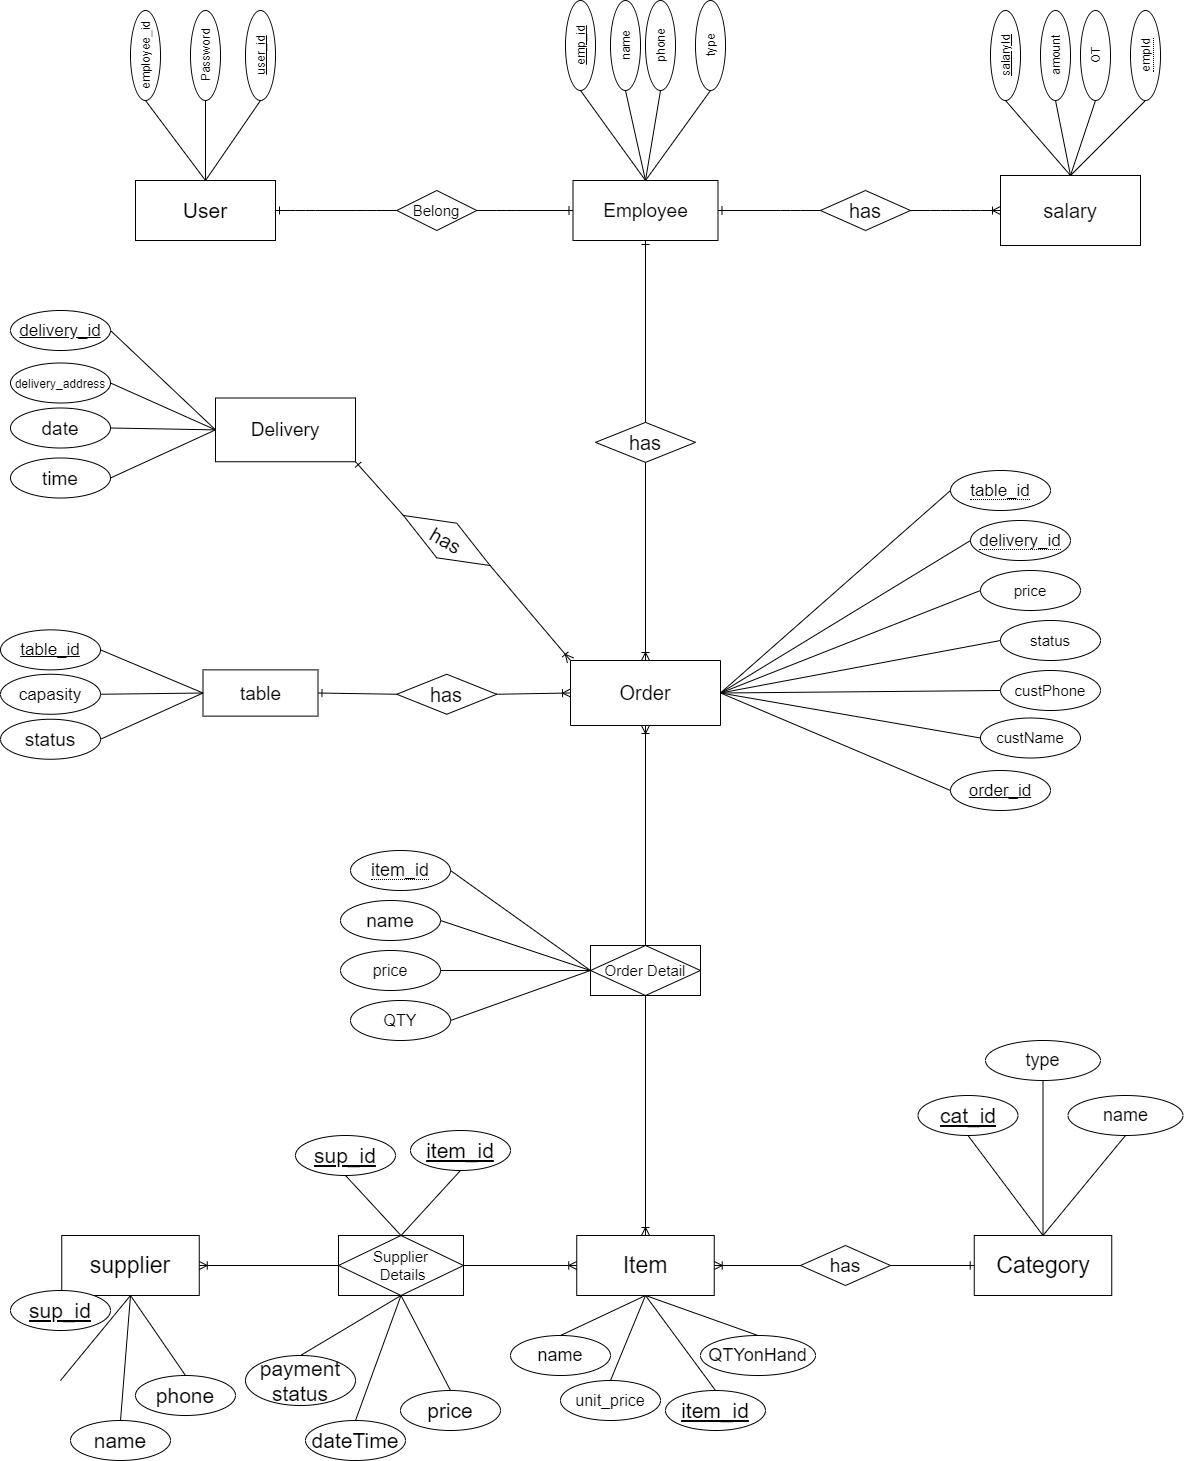 employee_id
Password
user_id
emp_id
name
phone
type
salaryId
amount
OT
empId
User
Belong
Employee
has
salary
delivery_id
delivery_address
date
time
Delivery
has
has
table_id
delivery_id
price
status
custPhone
custName
order_id
table_id
capasity
status
table
has
Order
item_id
name
price
QTY
Order Detail
type
cat_id
name
sup_id
item_id
supplier
Supplier
Details
Item
has
Category
sup_id
phone
name
payment
status
dateTime
price
name
unit_price
item_id
QTYonHand